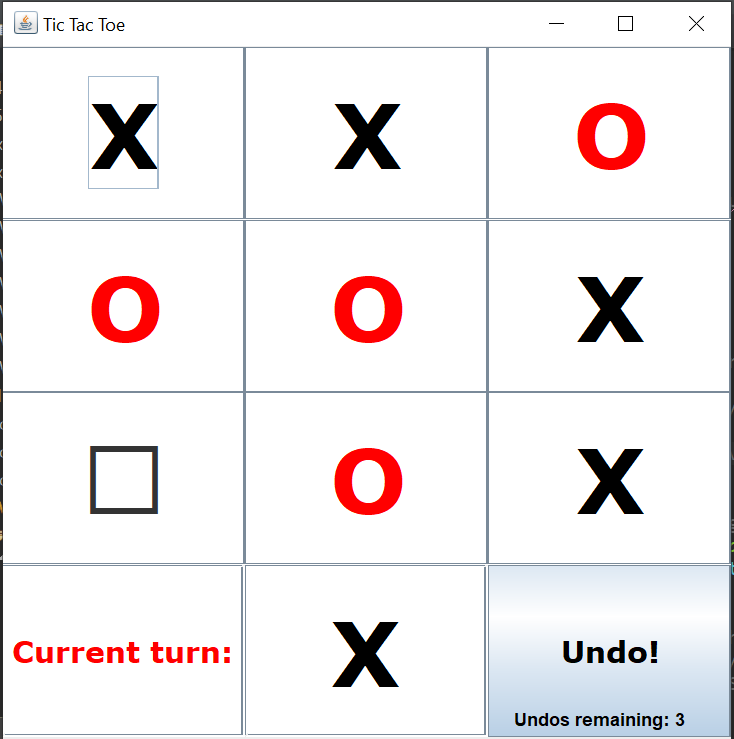 Tic Tac Toe
X X O
O O X
□ O X
Current turn: X Undo!
Undos remaining: 3